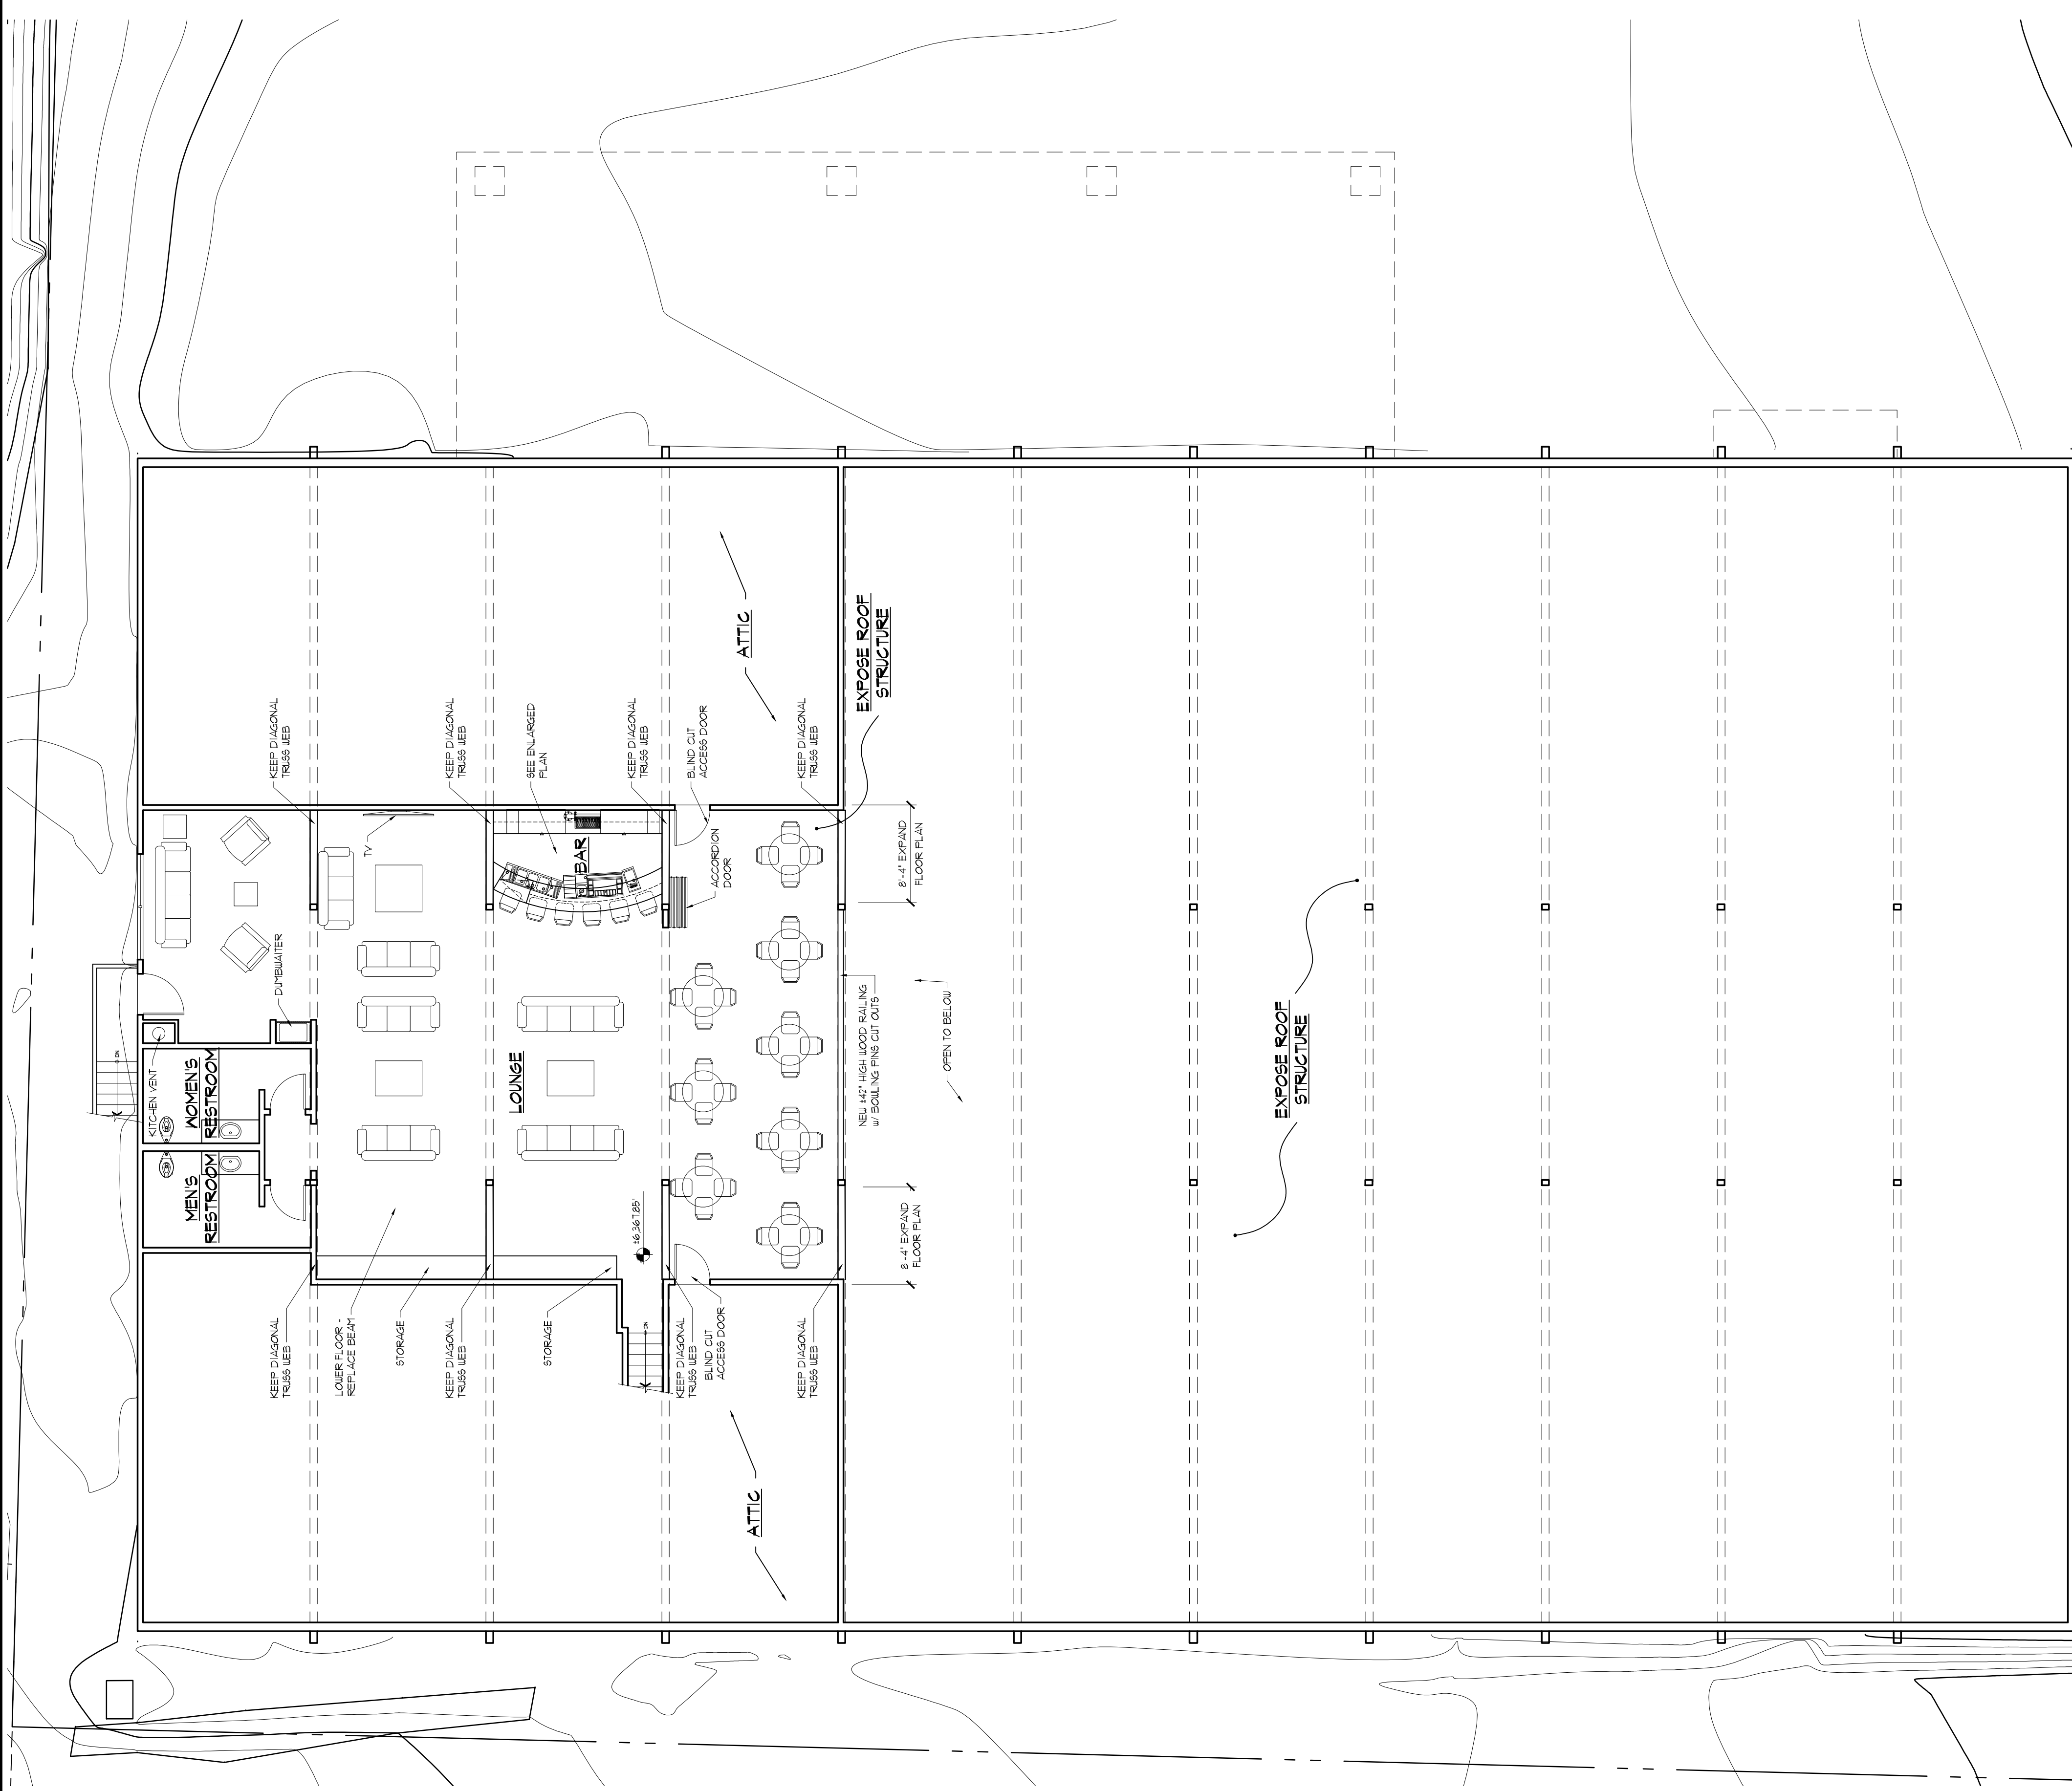 KEEP DIAGONAL
TRUSS WEB
KEEP DIAGONAL
TRUSS WEB
SEE ENLARGED
PLAN
KEEP DIAGONAL
TRUSS WEB
BLIND CUT
ACCESS DOOR
ATTIC
KEEP DIAGONAL
TRUSS WEB
EXPOSE ROOF
STRUCTURE
TV
BAR
ACCORDION
DOOR
8'-4" EXPAND
FLOOR PLAN
DUMBWAITER
KITCHEN VENT
DN
WOMEN'S
RESTROOM
MEN'S
RESTROOM
LOUNGE
NEW ±42" HIGH WOOD RAILING
w/ BOWLING PINS CUT OUTS
OPEN TO BELOW
EXPOSE ROOF
STRUCTURE
±6,367.85'
8'-4" EXPAND
FLOOR PLAN
KEEP DIAGONAL
TRUSS WEB
LOWER FLOOR -
REPLACE BEAM
STORAGE
KEEP DIAGONAL
TRUSS WEB
STORAGE
DN
KEEP DIAGONAL
TRUSS WEB
BLIND CUT
ACCESS DOOR
KEEP DIAGONAL
TRUSS WEB
ATTIC